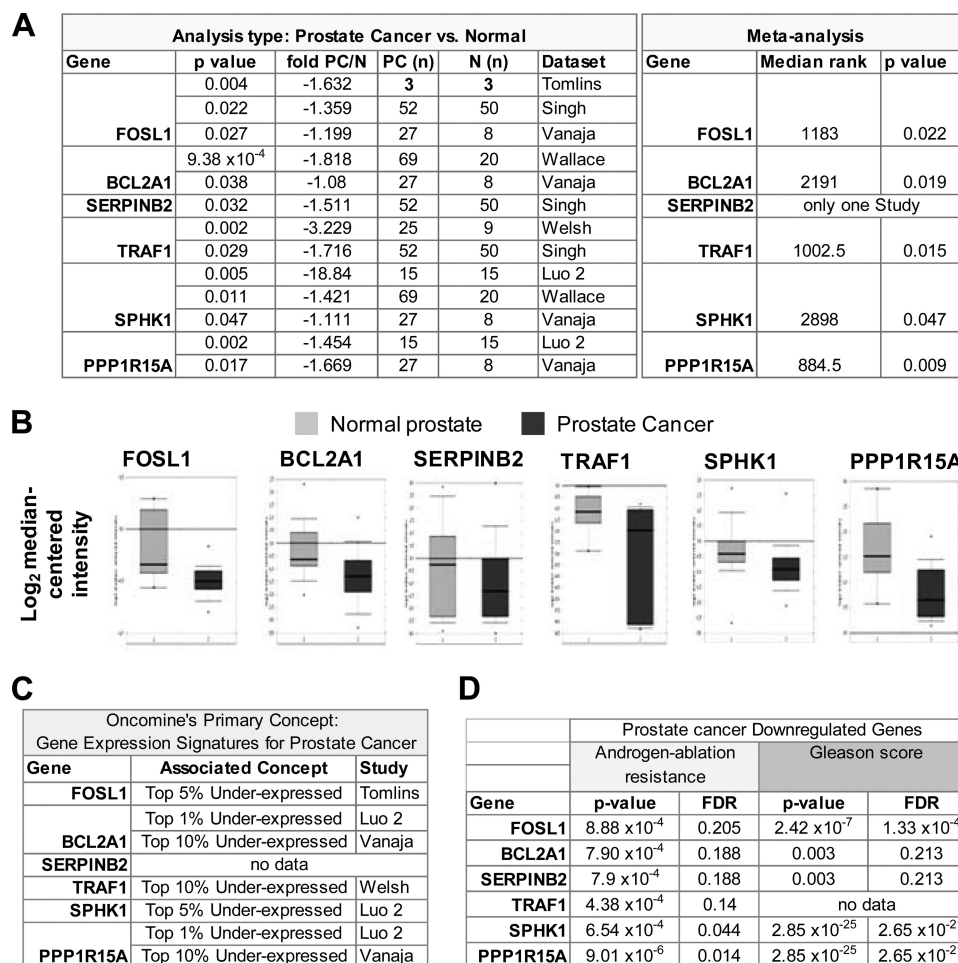 A
Analysis type: Prostate Cancer vs. Normal
Gene p value fold PC/N PC (n) N (n) Dataset
0.004 -1.632 3 3 Tomlins
0.022 -1.359 52 50 Singh
FOSL1 0.027 -1.199 27 8 Vanaja
9.38 x10-4 -1.818 69 20 Wallace
BCL2A1 0.038 -1.08 27 8 Vanaja
SERPINB2 0.032 -1.511 52 50 Singh
0.002 -3.229 25 9 Welsh
TRAF1 0.029 -1.716 52 50 Singh
0.005 -18.84 15 15 Luo 2
0.011 -1.421 69 20 Wallace
SPHK1 0.047 -1.111 27 8 Vanaja
0.002 -1.454 15 15 Luo 2
PPP1R15A 0.017 -1.669 27 8 Vanaja
Meta-analysis
Gene Median rank p value
FOSL1 1183 0.022
BCL2A1 2191 0.019
SERPINB2 only one Study
TRAF1 1002.5 0.015
SPHK1 2898 0.047
PPP1R15A 884.5 0.009
B
Normal prostate Prostate Cancer
FOSL1 BCL2A1 SERPINB2 TRAF1 SPHK1 PPP1R15A
Log2 median-
centered
intensity
C
Oncomine's Primary Concept:
Gene Expression Signatures for Prostate Cancer
Gene Associated Concept Study
FOSL1 Top 5% Under-expressed Tomlins
Top 1% Under-expressed Luo 2
BCL2A1 Top 10% Under-expressed Vanaja
SERPINB2 no data
TRAF1 Top 10% Under-expressed Welsh
SPHK1 Top 5% Under-expressed Luo 2
Top 1% Under-expressed Luo 2
PPP1R15A Top 10% Under-expressed Vanaja
D
Prostate cancer Downregulated Genes
Androgen-ablation Gleason score
resistance
Gene p-value FDR p-value FDR
FOSL1 8.88 x10-4 0.205 2.42 x10-7 1.33 x10-4
BCL2A1 7.90 x10-4 0.188 0.003 0.213
SERPINB2 7.9 x10-4 0.188 0.003 0.213
TRAF1 4.38 x10-4 0.14 no data
SPHK1 6.54 x10-4 0.044 2.85 x10-25 2.65 x10-2
PPP1R15A 9.01 x10-6 0.014 2.85 x10-25 2.65 x10-2